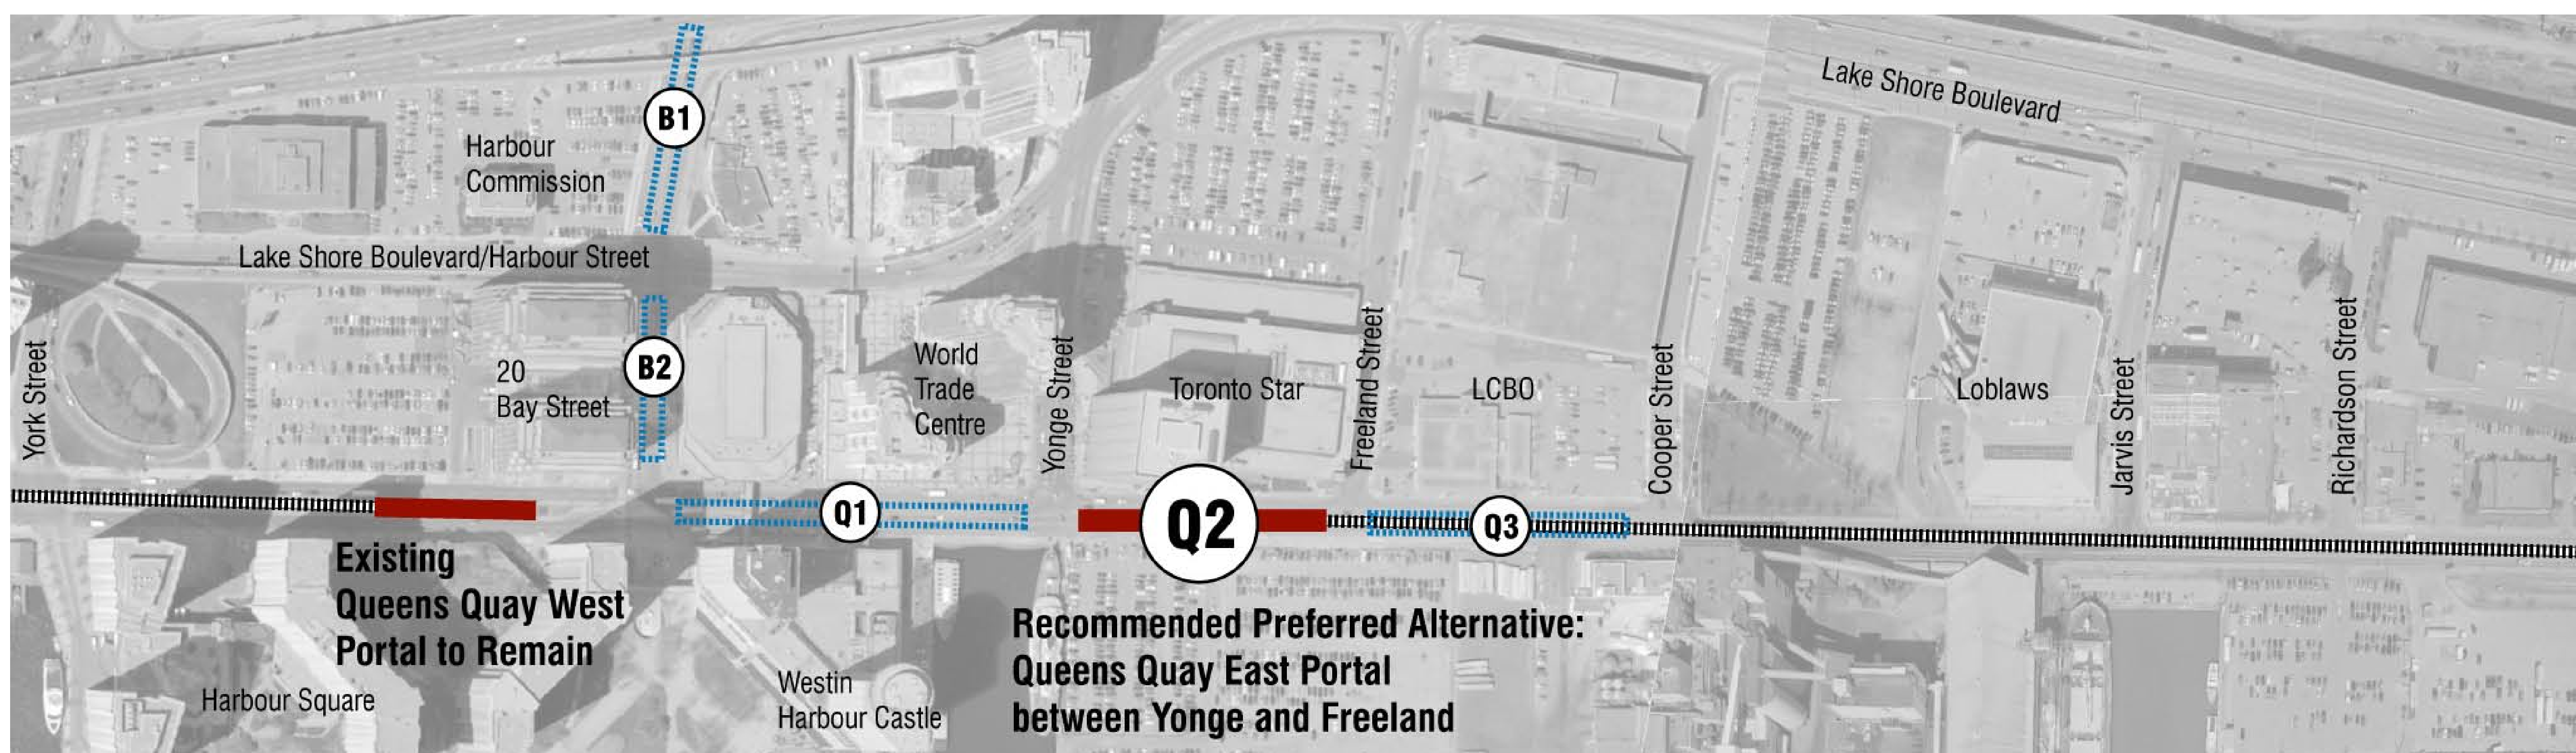 Lake Shore Boulevard
B1
Harbour
Commission
Lake Shore Boulevard/Harbour Street
York Street
20
Bay Street
B2
World
Trade
Centre
Yonge Street
Toronto Star
Freeland Street
LCBO
Cooper Street
Loblaws
Jarvis Street
Richardson Street
Q1
Q2
Q3
Existing
Queens Quay West
Portal to Remain
Harbour Square
Westin
Harbour Castle
Recommended Preferred Alternative:
Queens Quay East Portal
between Yonge and Freeland